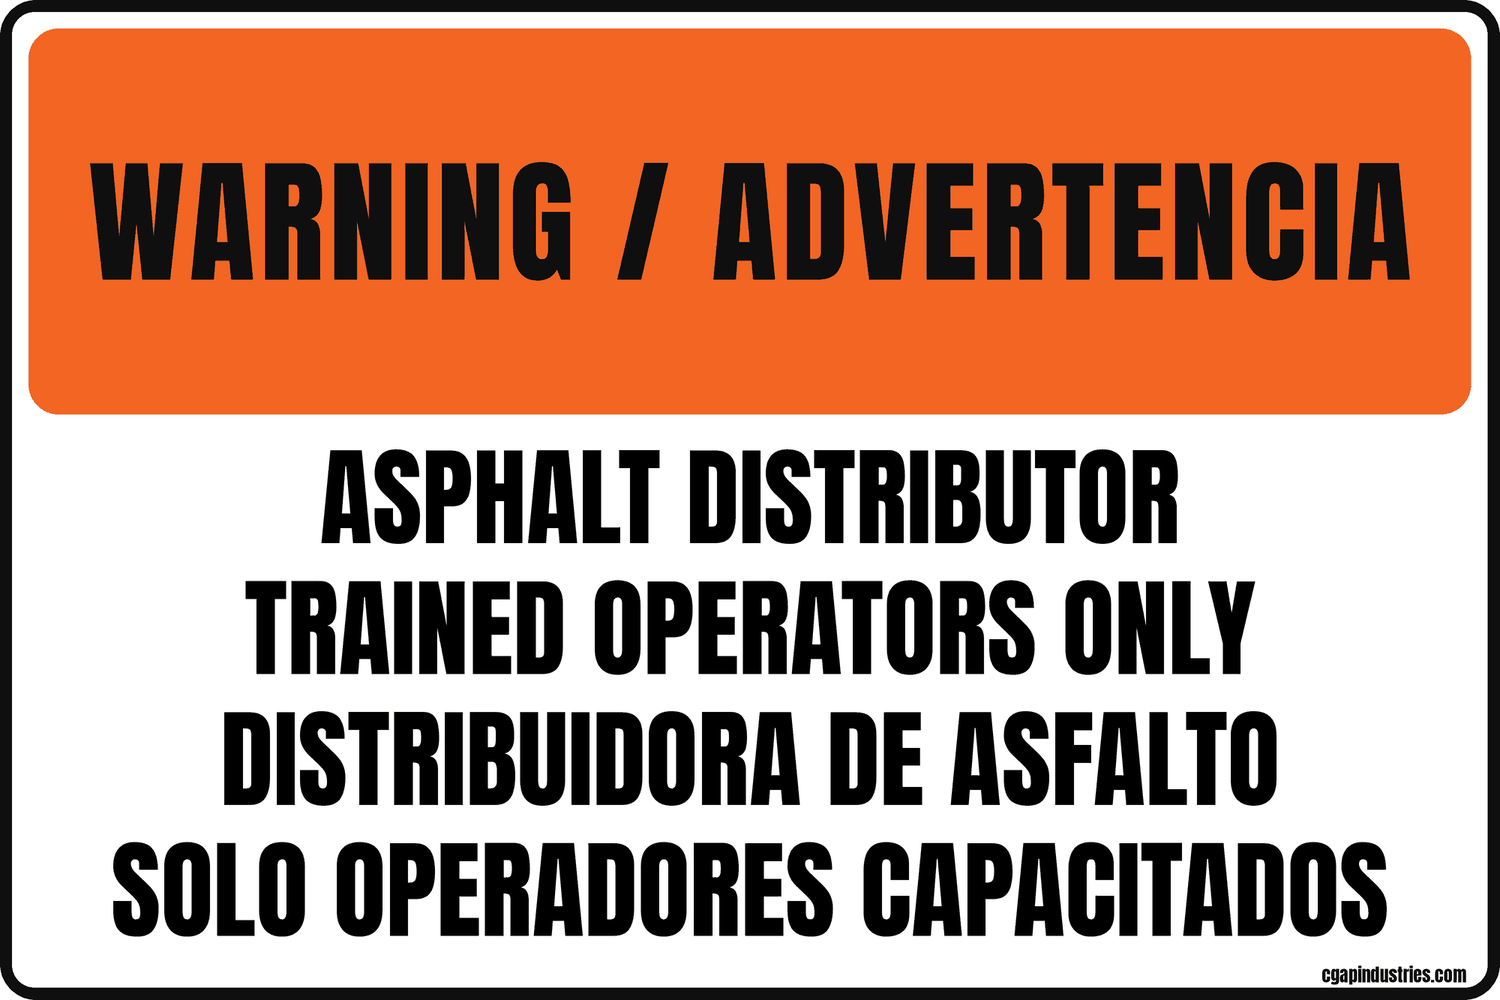 WARNING / ADVERTENCIA
ASPHALT DISTRIBUTOR
TRAINED OPERATORS ONLY
DISTRIBUIDORA DE ASFALTO
SOLO OPERADORES CAPACITADOS
cgapindustries.com